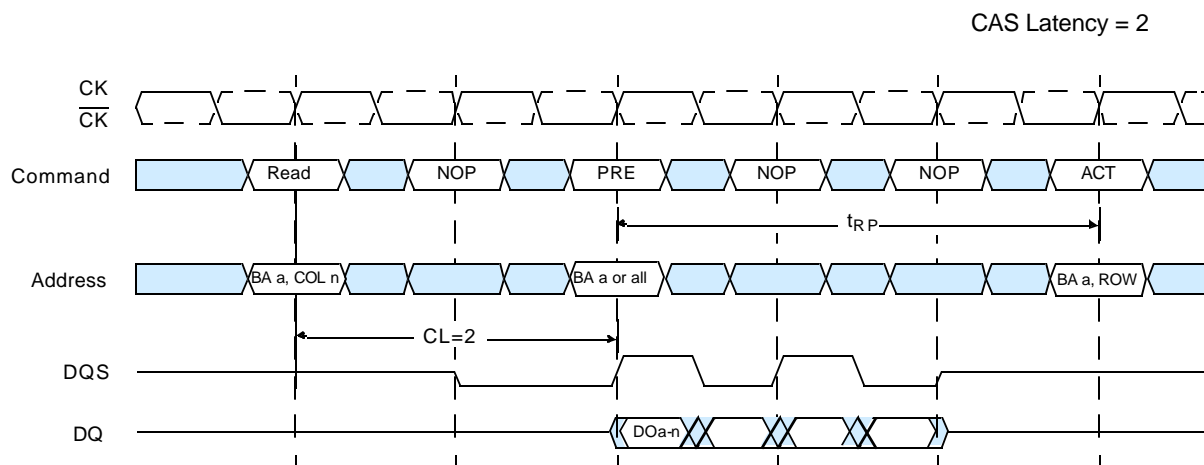 CAS Latency = 2
CK
CK
Command Read NOP PRE NOP NOP ACT
tRP
Address BA a, COL n BA a or all BA a, ROW
CL=2
DQS
DQ DOa-n